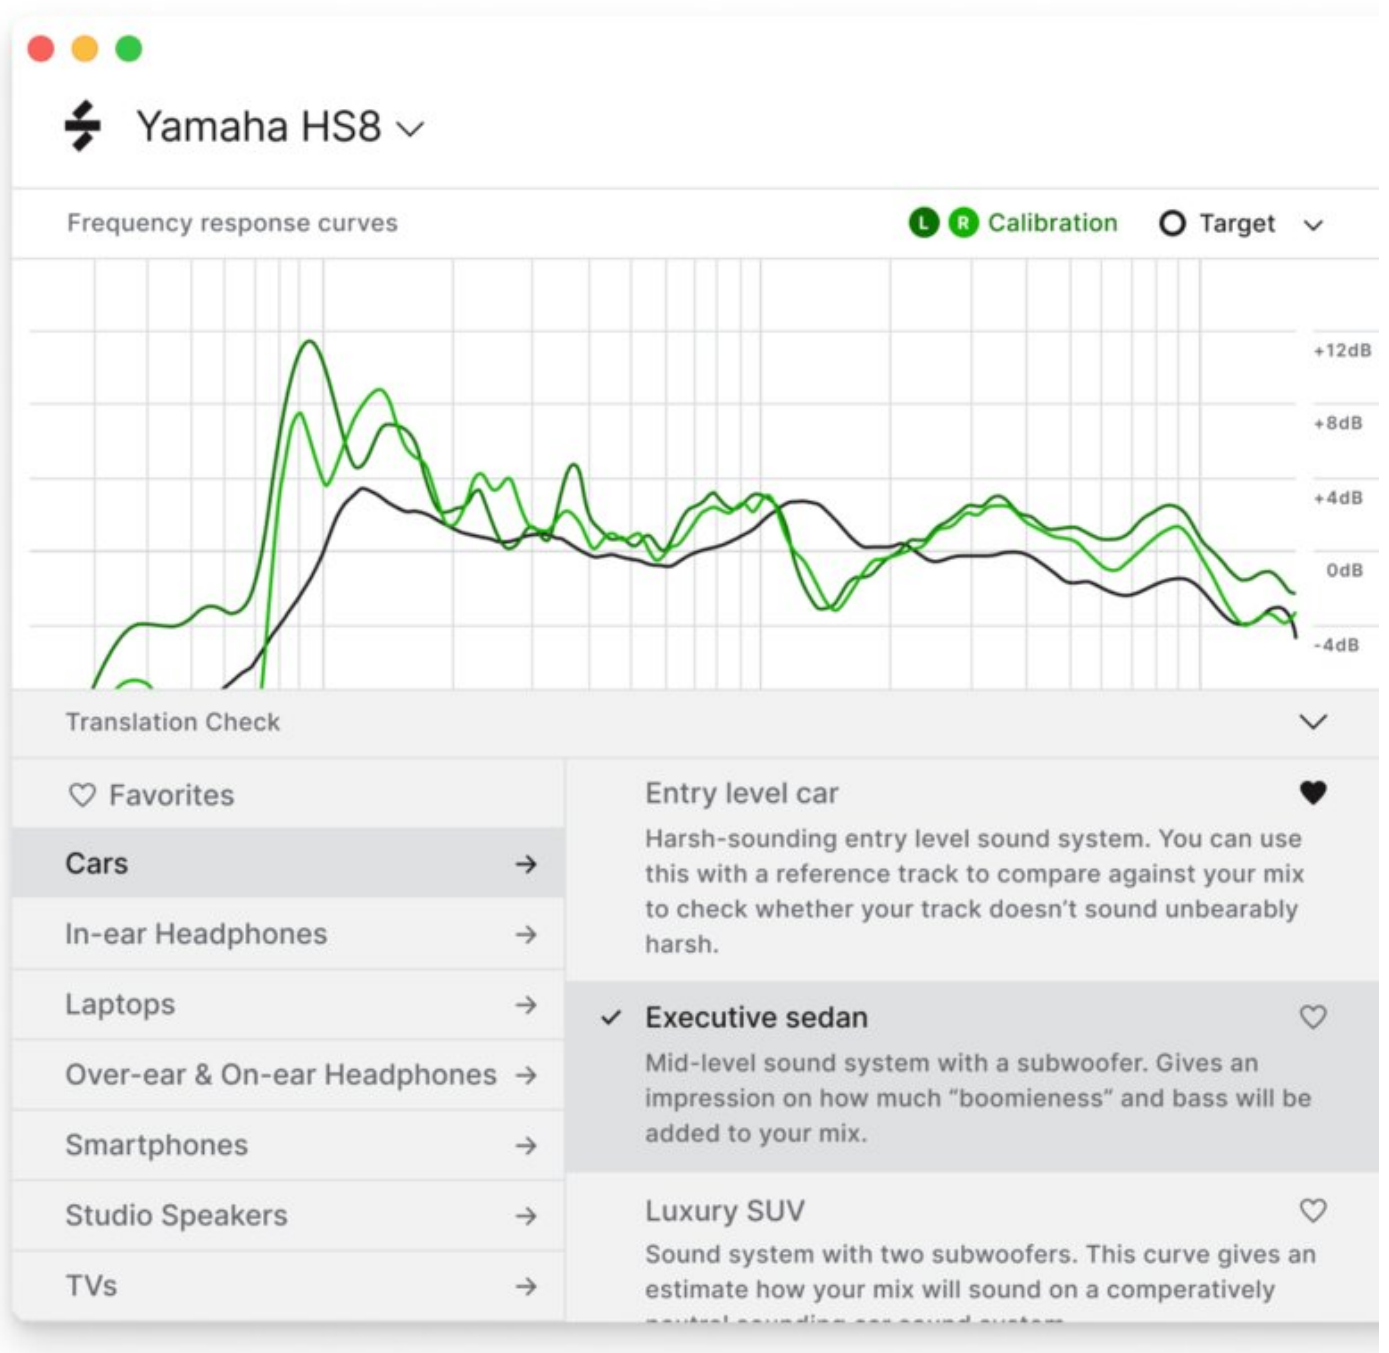 Yamaha HS8
Frequency response curves
L R Calibration Target
+12dB
+8dB
+4dB
0dB
-4dB
Translation Check
Favorites
Cars
In-ear Headphones
Laptops
Over-ear & On-ear Headphones
Smartphones
Studio Speakers
TVs
Entry level car
Harsh-sounding entry level sound system. You can use
this with a reference track to compare against your mix
to check whether your track doesn't sound unbearably
harsh.
Executive sedan
Mid-level sound system with a subwoofer. Gives an
impression on how much "boomieness" and bass will be
added to your mix.
Luxury SUV
Sound system with two subwoofers. This curve gives an
estimate how your mix will sound on a comperatively
neutral sounding car sound system.